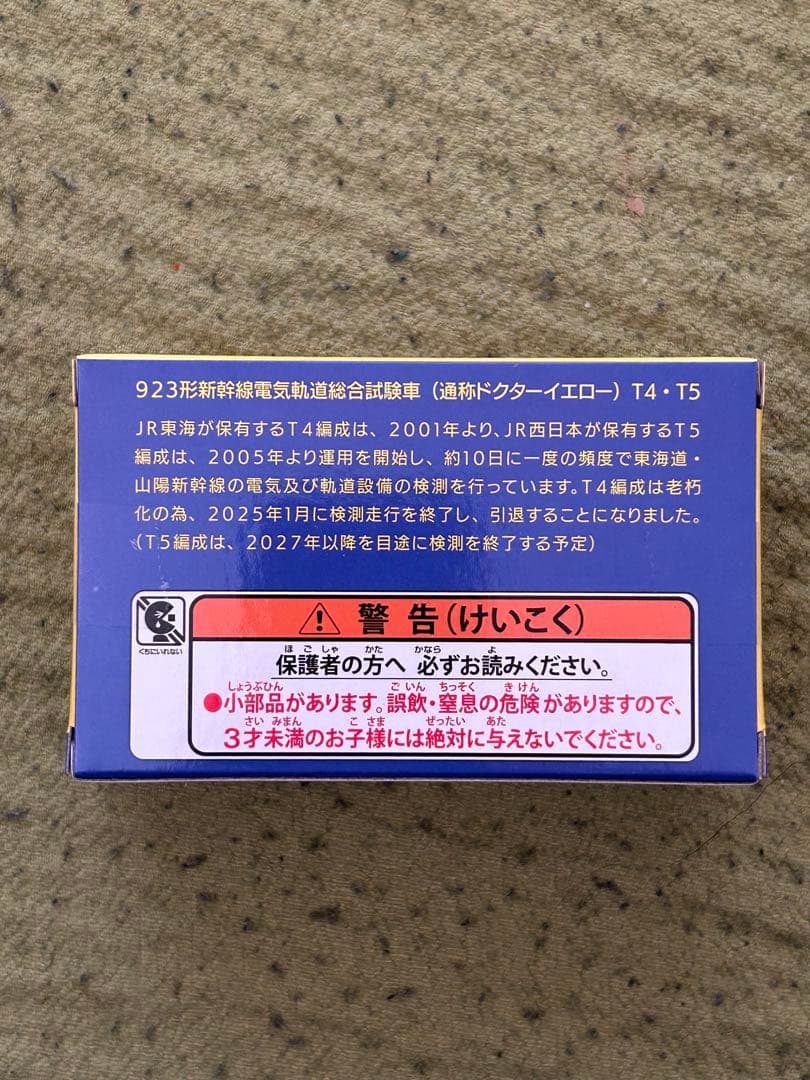 923形新幹線電気軌道総合試験車（通称ドクターイエロー）T4・T5
JR東海が保有するT4編成は、2001年より、JR西日本が保有するT5
編成は、2005年より運用を開始し、約10日に一度の頻度で東海道・
山陽新幹線の電気及び軌道設備の検測を行っています。T4編成は老朽
化の為、2025年1月に検測走行を終了し、引退することになりました。
（T5編成は、2027年以降を目途に検測を終了する予定）
くちにいれない
警告（けいこく）
ほごしゃ かた かなら よ
保護者の方へ 必ずお読みください。
しょうぶひん ごいん ちっそく きけん
●小部品があります。誤飲・窒息の危険がありますので、
さいみまん こさま ぜったい あた
3才未満のお子様には絶対に与えないでください。